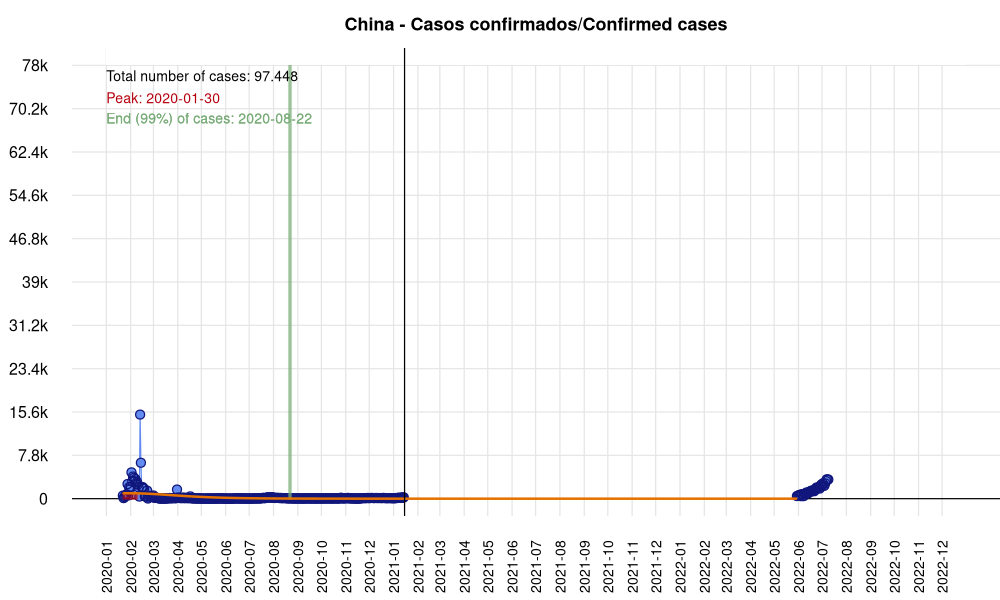 China - Casos confirmados/Confirmed cases
Total number of cases: 97.448
Peak: 2020-01-30
End (99%) of cases: 2020-08-22
78k
70.2k
62.4k
54.6k
46.8k
39k
31.2k
23.4k
15.6k
7.8k
0
2020-01
2020-02
2020-03
2020-04
2020-05
2020-06
2020-07
2020-08
2020-09
2020-10
2020-11
2020-12
2021-01
2021-03
2021-04
2021-05
2021-06
2021-07
2021-08
2021-09
2021-10
2021-11
2021-12
2022-01
2022-02
2022-03
2022-04
2022-05
2022-06
2022-07
2022-08
2022-09
2022-10
2022-11
2022-12